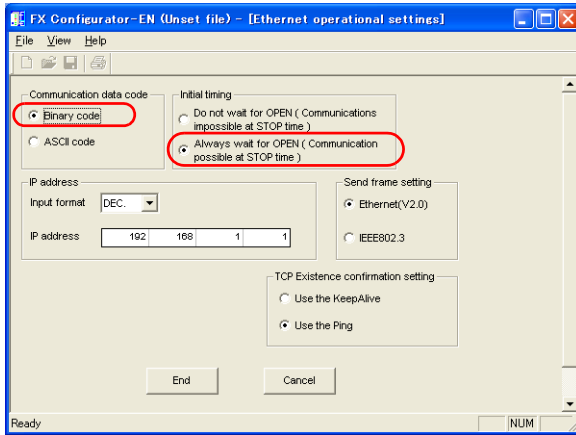 FX Configurator-EN (Unset file) - [Ethernet operational settings]
File View Help
Communication data code
Binary code
ASCII code
Initial timing
Do not wait for OPEN ( Communications
impossible at STOP time )
Always wait for OPEN ( Communication
possible at STOP time )
IP address
Input format DEC.
IP address 192 168 1 1
Send frame setting
Ethernet(V2.0)
IEEE802.3
TCP Existence confirmation setting
Use the KeepAlive
Use the Ping
End Cancel
Ready NUM